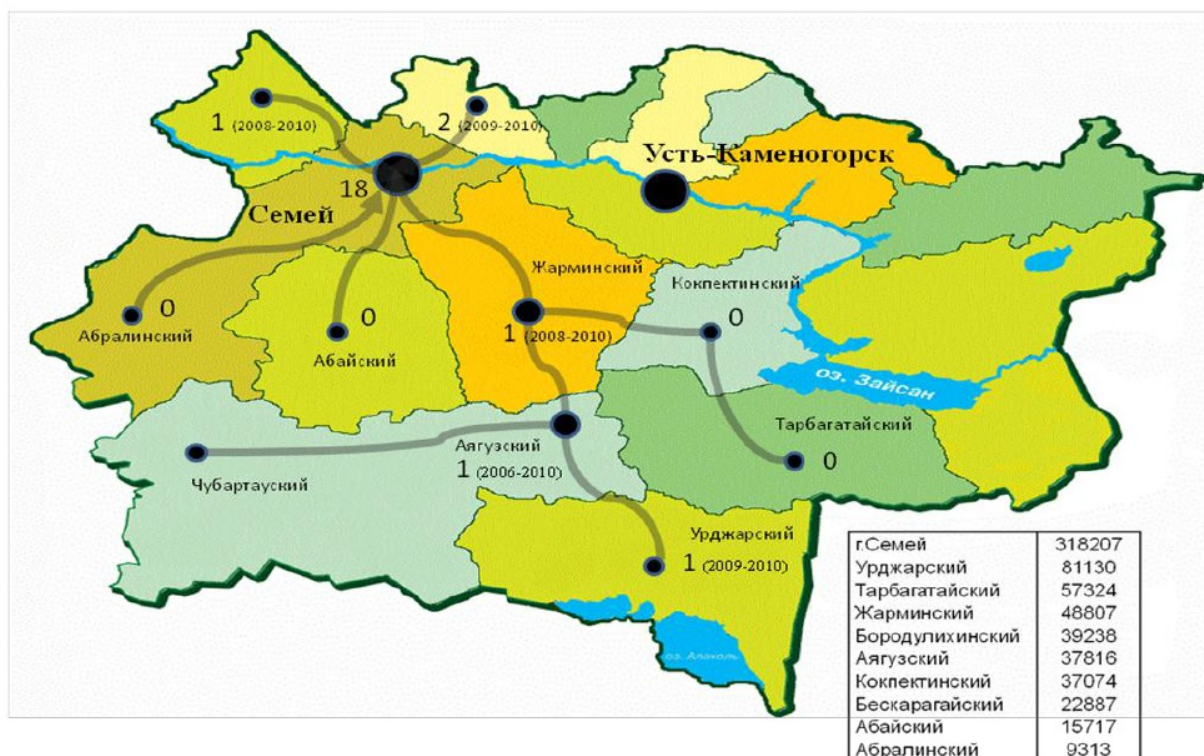 1 (2008-2010)
2 (2009-2010)
Усть-Каменогорск
18
Семей
Жарминский
Кокпектинский
0
0
0
Абралинский
Абайский
1 (2008-2010)
оз. Зайсан
Тарбагатайский
0
Аягузский
1 (2006-2010)
Чубартауский
Урджарский
1 (2009-2010)
оз. Алаколь
г.Семей 318207
Урджарский 81130
Тарбагатайский 57324
Жарминский 48807
Бородулихинский 39238
Аягузский 37816
Кокпектинский 37074
Бескарагайский 22887
Абайский 15717
Абралинский 9313